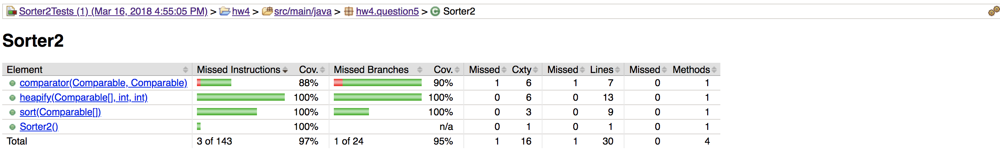 Sorter2Tests (1) (Mar 16, 2018 4:55:05 PM) > hw4 > src/main/java > hw4.question5 > Sorter2
Sorter2
Element Missed Instructions Cov. Missed Branches Cov. Missed Cxty Missed Lines Missed Methods
comparator(Comparable, Comparable) 88% 90% 1 6 1 7 0 1
heapify(Comparable[], int, int) 100% 100% 0 6 0 13 0 1
sort(Comparable[]) 100% 100% 0 3 0 9 0 1
Sorter2() 100% n/a 0 1 0 1 0 1
Total 3 of 143 97% 1 of 24 95% 1 16 1 30 0 4